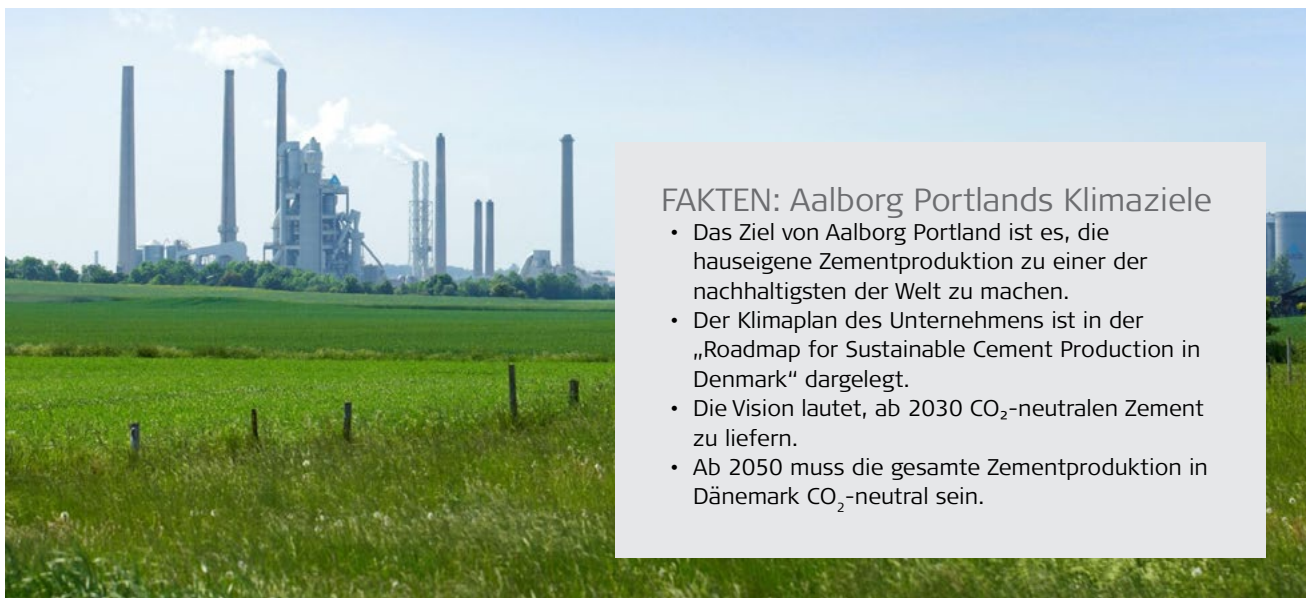 FAKTEN: Aalborg Portlands Klimaziele
• Das Ziel von Aalborg Portland ist es, die
hauseigene Zementproduktion zu einer der
nachhaltigsten der Welt zu machen.
• Der Klimaplan des Unternehmens ist in der
„Roadmap for Sustainable Cement Production in
Denmark“ dargelegt.
• Die Vision lautet, ab 2030 CO₂-neutralen Zement
zu liefern.
• Ab 2050 muss die gesamte Zementproduktion in
Dänemark CO₂-neutral sein.